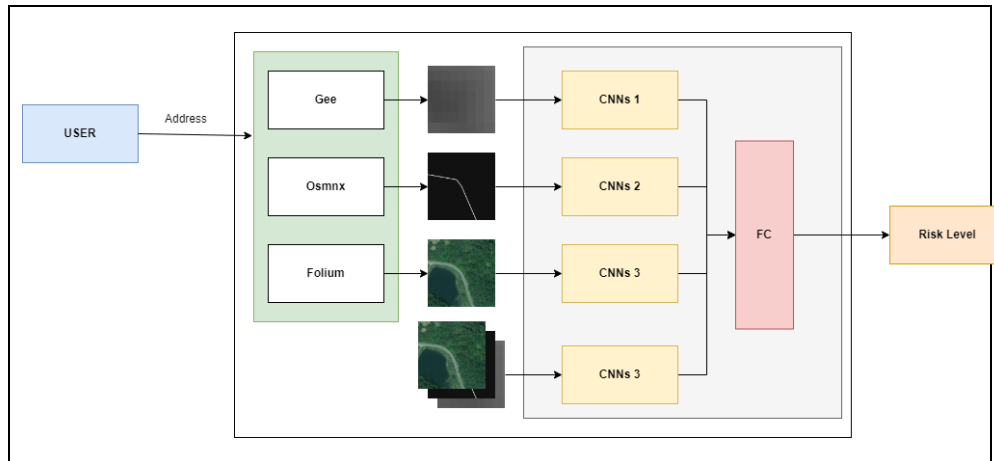 USER
Address
Gee
Osmnx
Folium
CNNs 1
CNNs 2
CNNs 3
CNNs 3
FC
Risk Level